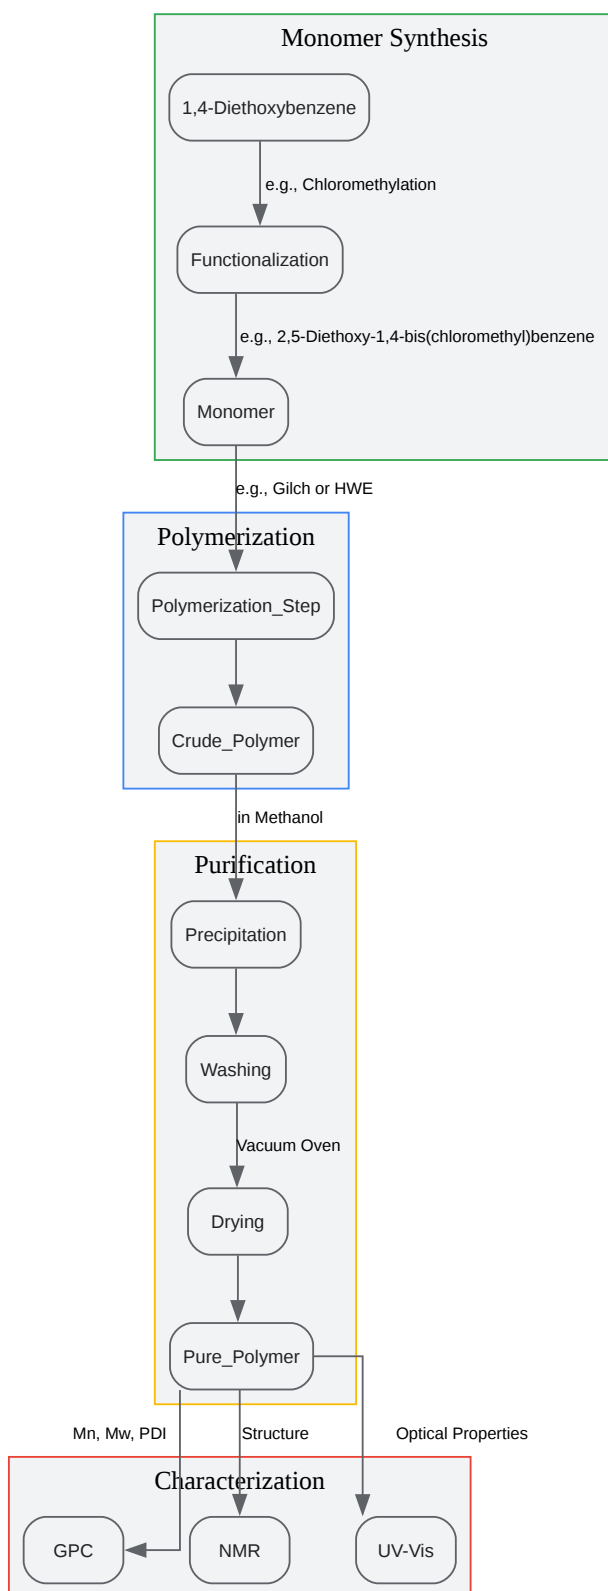 Monomer Synthesis
1,4-Diethoxybenzene
e.g., Chloromethylation
Functionalization
e.g., 2,5-Diethoxy-1,4-bis(chloromethyl)benzene
Monomer
e.g., Gilch or HWE
Polymerization
Polymerization_Step
Crude_Polymer
in Methanol
Purification
Precipitation
Washing
Vacuum Oven
Drying
Pure_Polymer
Mn, Mw, PDI
Structure
Optical Properties
Characterization
GPC
NMR
UV-Vis